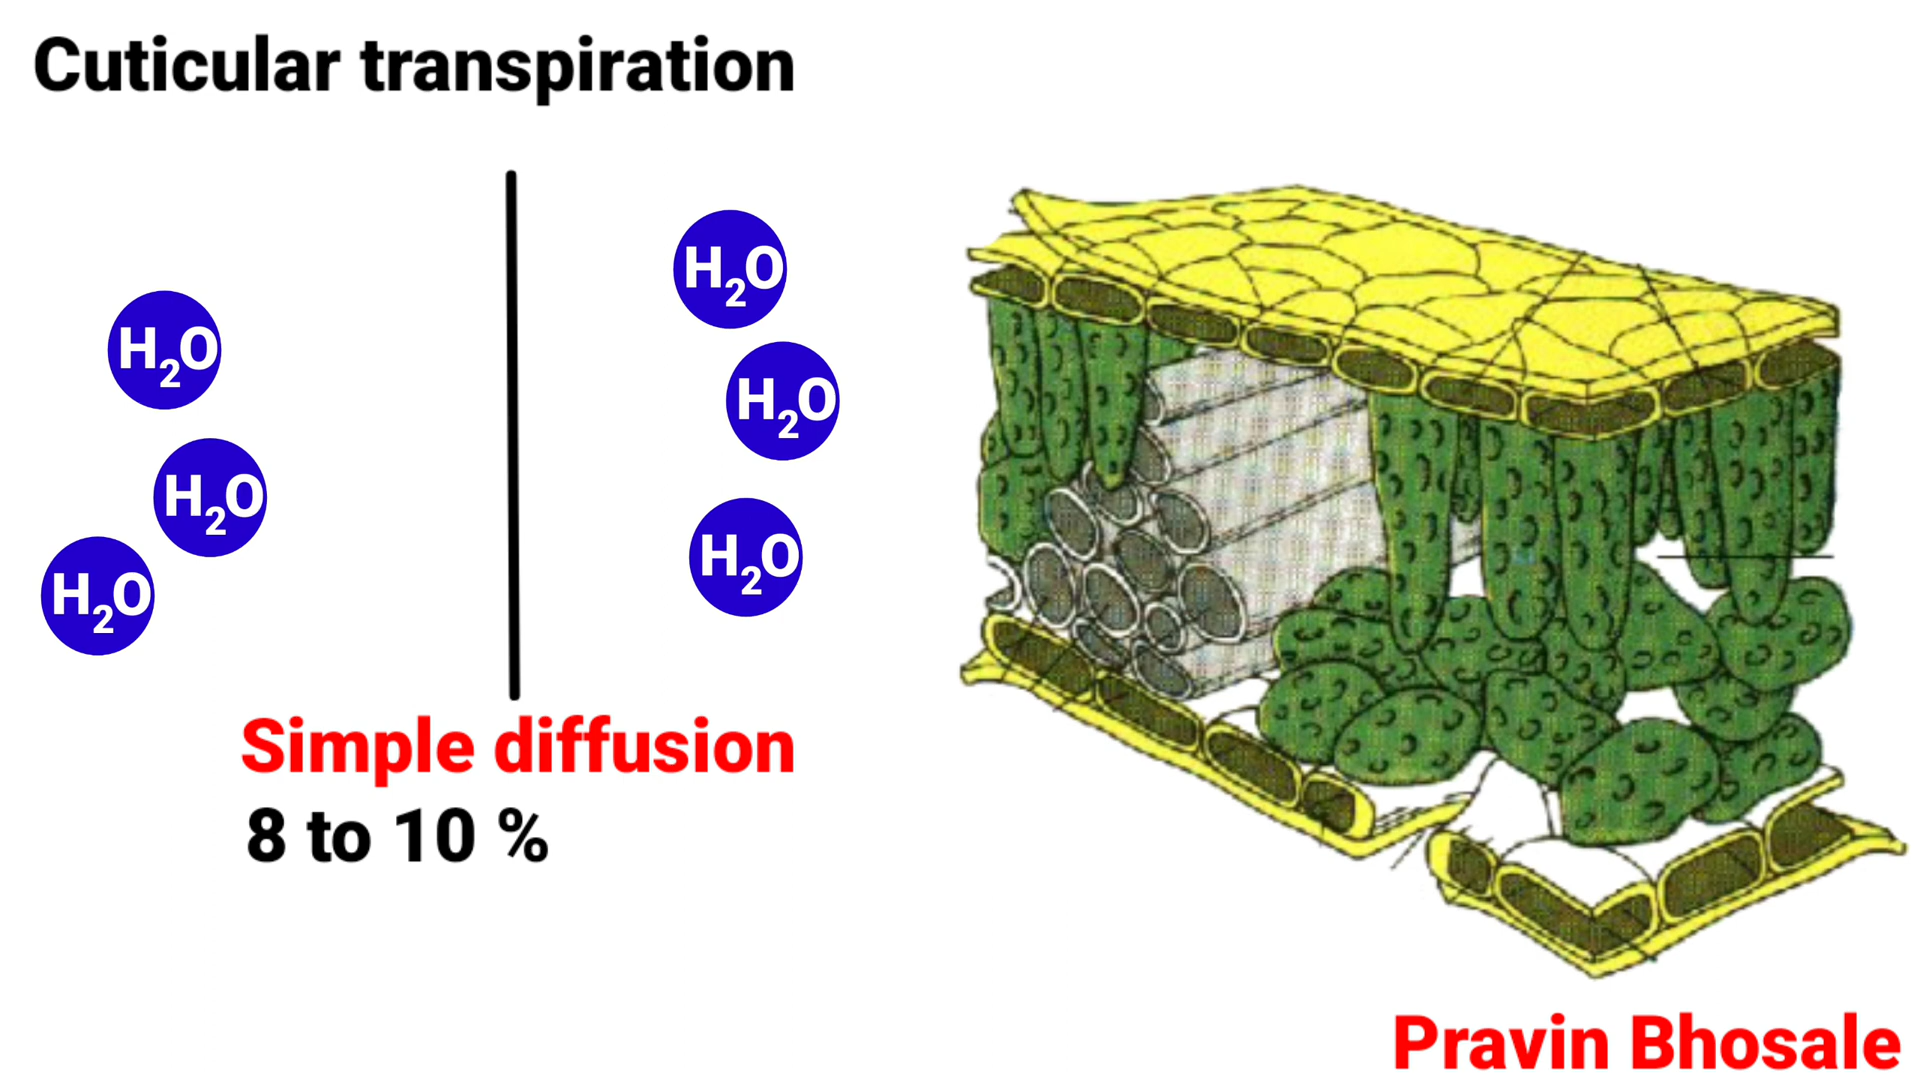 Cuticular transpiration
H₂O
H₂O
H₂O
H₂O
H₂O
H₂O
Simple diffusion
8 to 10 %
Pravin Bhosale